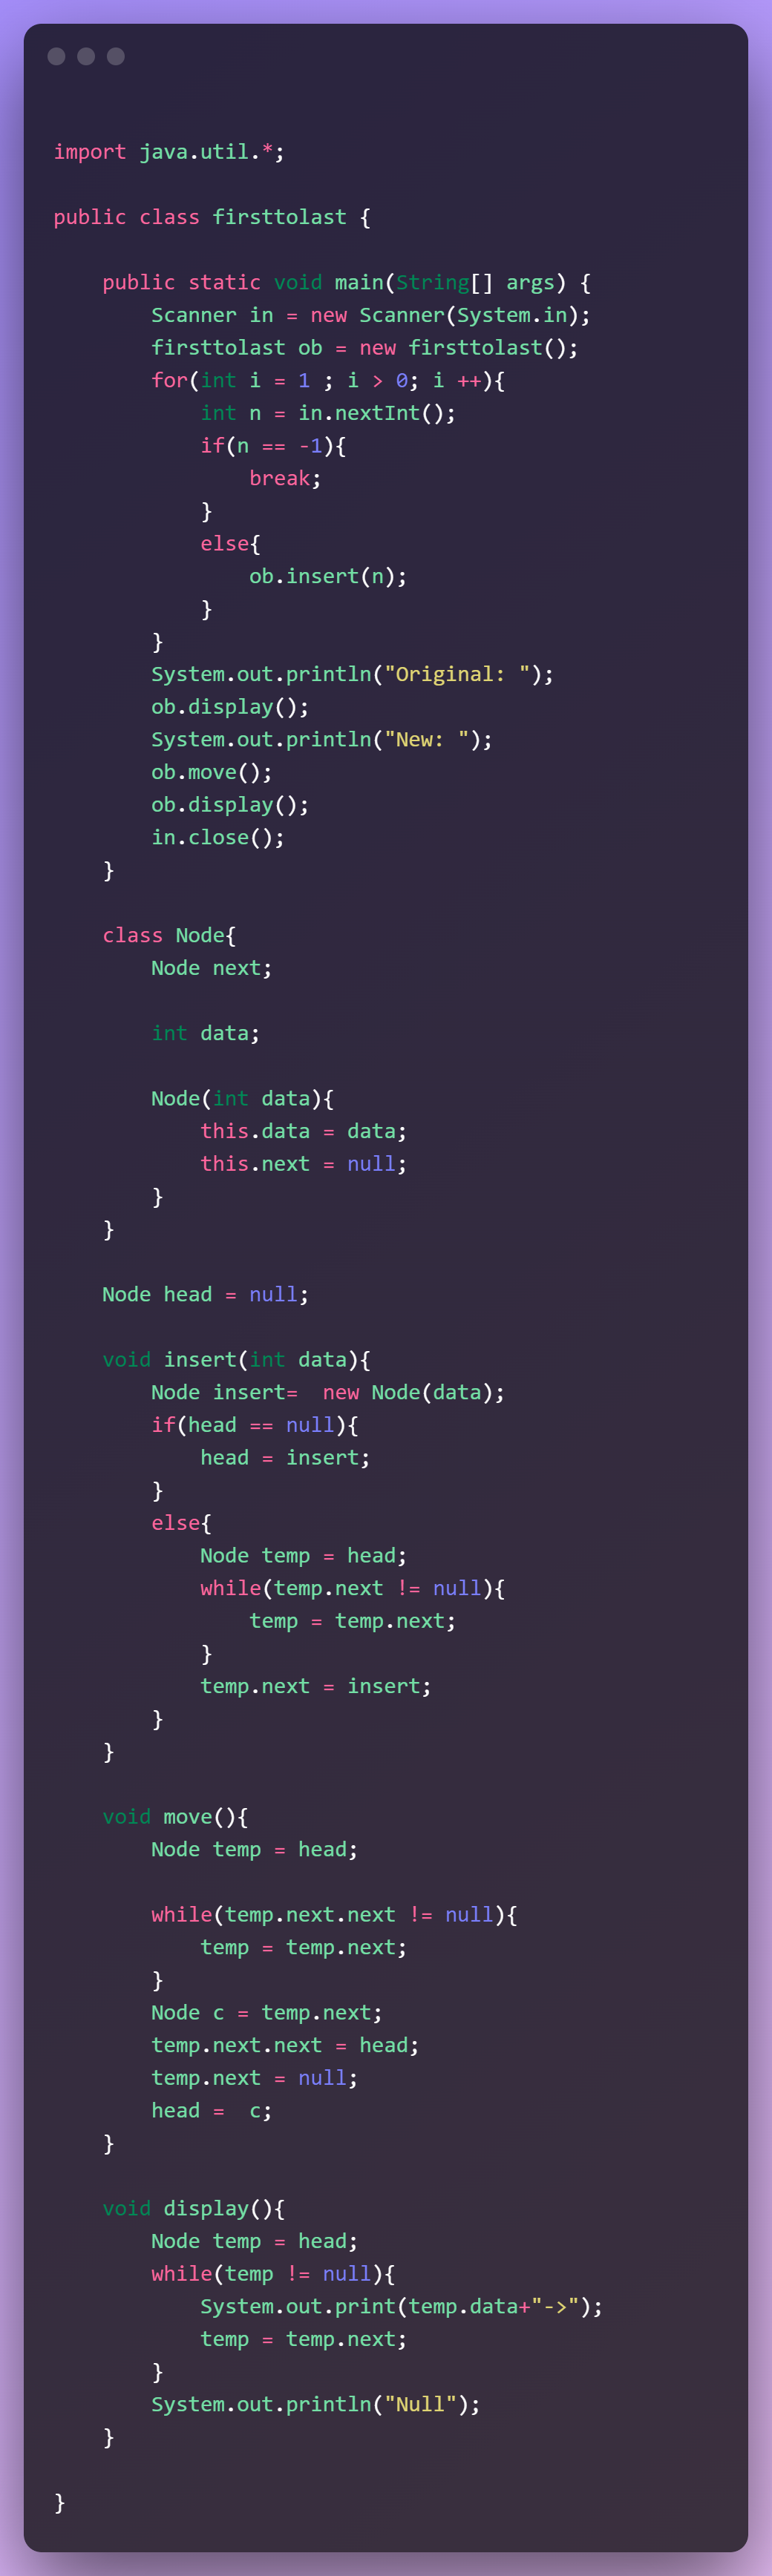 import java.util.*;
public class firsttolast {
    public static void main(String[] args) {
        Scanner in = new Scanner(System.in);
        firsttolast ob = new firsttolast();
        for(int i = 1 ; i > 0; i ++){
            int n = in.nextInt();
            if(n == -1){
                break;
            }
            else{
                ob.insert(n);
            }
        }
        System.out.println("Original: ");
        ob.display();
        System.out.println("New: ");
        ob.move();
        ob.display();
        in.close();
    }
    class Node{
        Node next;
        int data;
        Node(int data){
            this.data = data;
            this.next = null;
        }
    }
    Node head = null;
    void insert(int data){
        Node insert=  new Node(data);
        if(head == null){
            head = insert;
        }
        else{
            Node temp = head;
            while(temp.next != null){
                temp = temp.next;
            }
            temp.next = insert;
        }
    }
    void move(){
        Node temp = head;
        while(temp.next.next != null){
            temp = temp.next;
        }
        Node c = temp.next;
        temp.next.next = head;
        temp.next = null;
        head =  c;
    }
    void display(){
        Node temp = head;
        while(temp != null){
            System.out.print(temp.data+"->");
            temp = temp.next;
        }
        System.out.println("Null");
    }
}